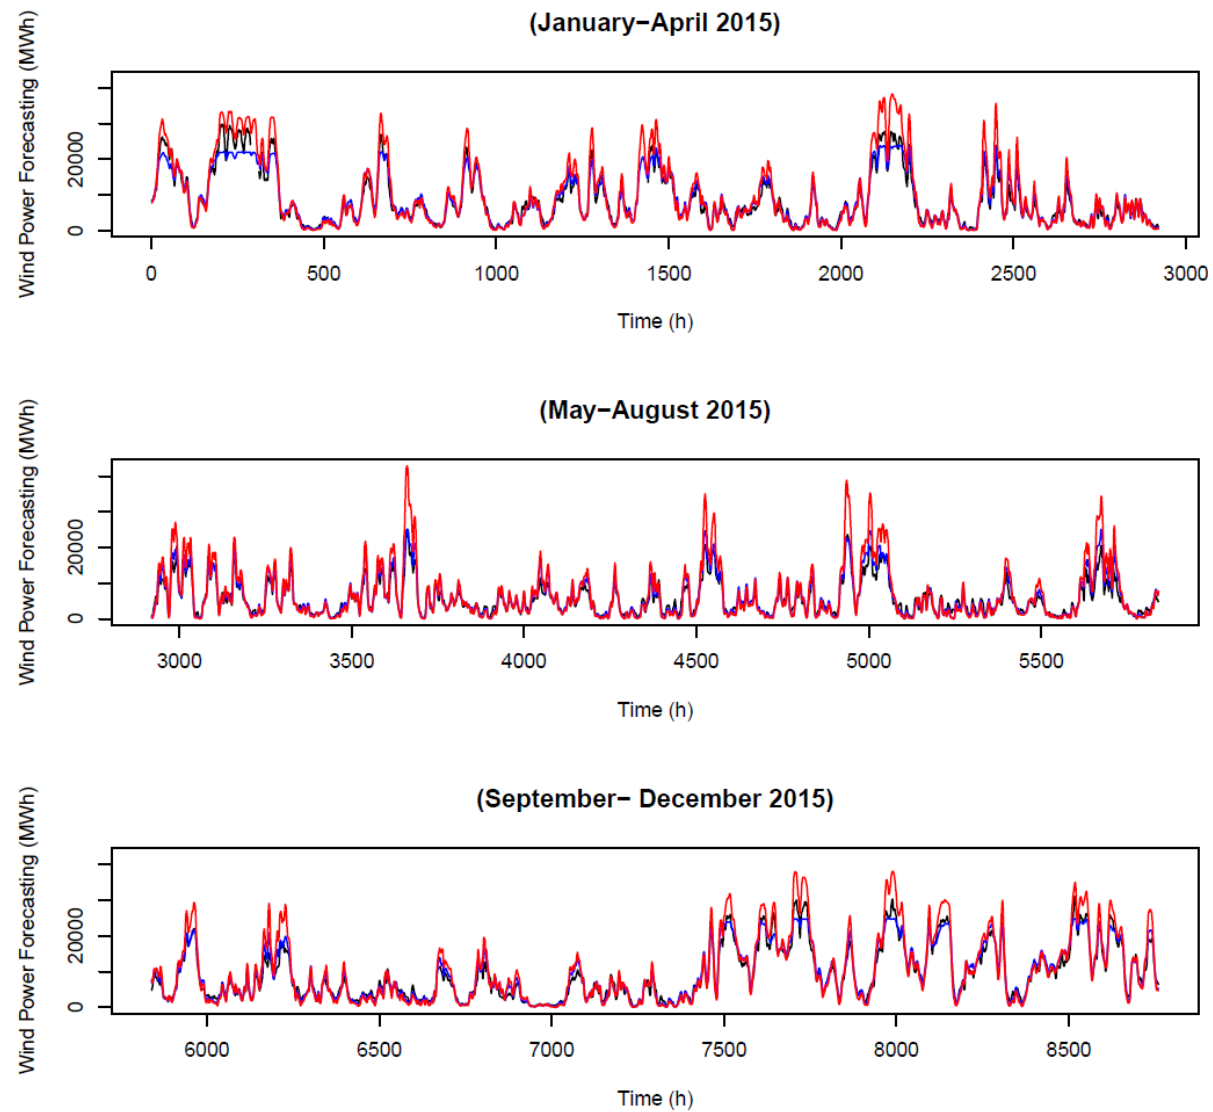 (January−April 2015)
Wind Power Forecasting (MWh)
20000
0
0 500 1000 1500 2000 2500 3000
Time (h)
(May−August 2015)
Wind Power Forecasting (MWh)
20000
0
3000 3500 4000 4500 5000 5500
Time (h)
(September− December 2015)
Wind Power Forecasting (MWh)
20000
0
6000 6500 7000 7500 8000 8500
Time (h)